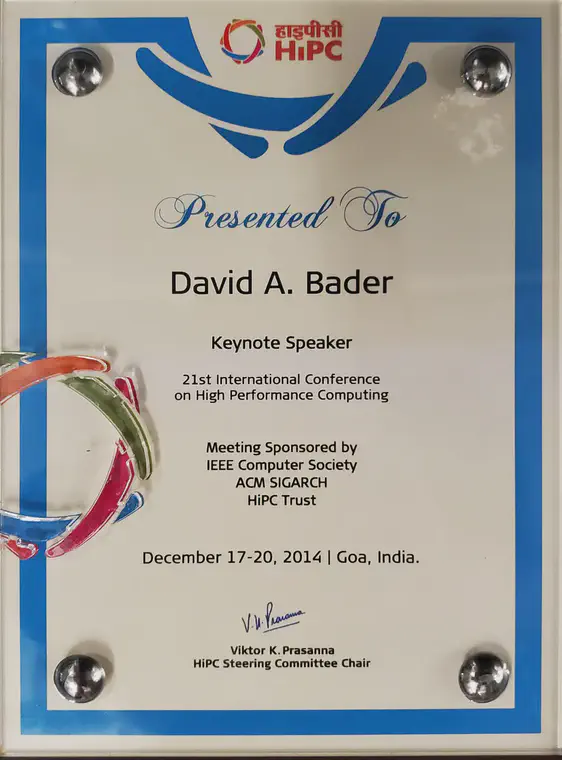 हाइपीसी
HiPC
Presented To
David A. Bader
Keynote Speaker
21st International Conference
on High Performance Computing
Meeting Sponsored by
IEEE Computer Society
ACM SIGARCH
HiPC Trust
December 17-20, 2014 | Goa, India.
V. K. Prasanna
Viktor K. Prasanna
HiPC Steering Committee Chair